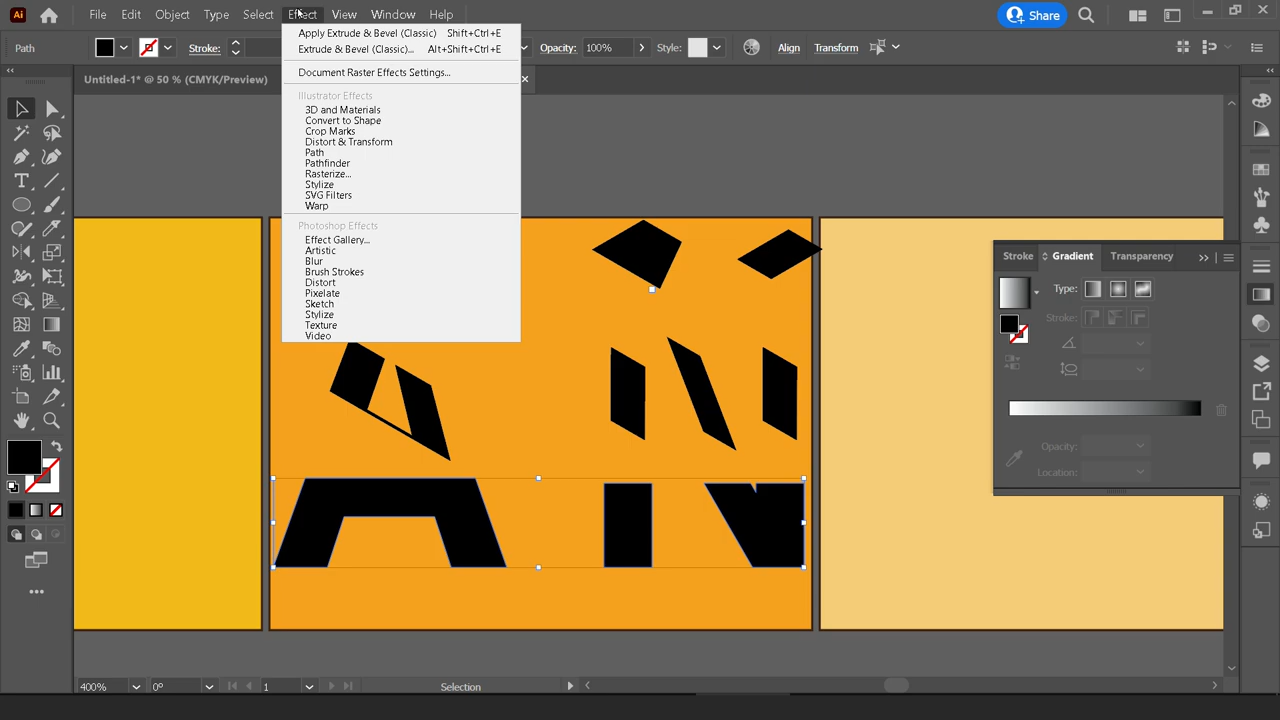 Ai File Edit Object Type Select Effect View Window Help Share
Path Stroke: Opacity: 100% Style: Align Transform
Untitled-1* @ 50 % (CMYK/Preview)
Apply Extrude & Bevel (Classic) Shift+Ctrl+E
Extrude & Bevel (Classic)... Alt+Shift+Ctrl+E
Document Raster Effects Settings...
Illustrator Effects
3D and Materials
Convert to Shape
Crop Marks
Distort & Transform
Path
Pathfinder
Rasterize...
Stylize
SVG Filters
Warp
Photoshop Effects
Effect Gallery...
Artistic
Blur
Brush Strokes
Distort
Pixelate
Sketch
Stylize
Texture
Video
Stroke Gradient Transparency
Type:
Stroke:
Opacity:
Location:
400% 0° 1 Selection